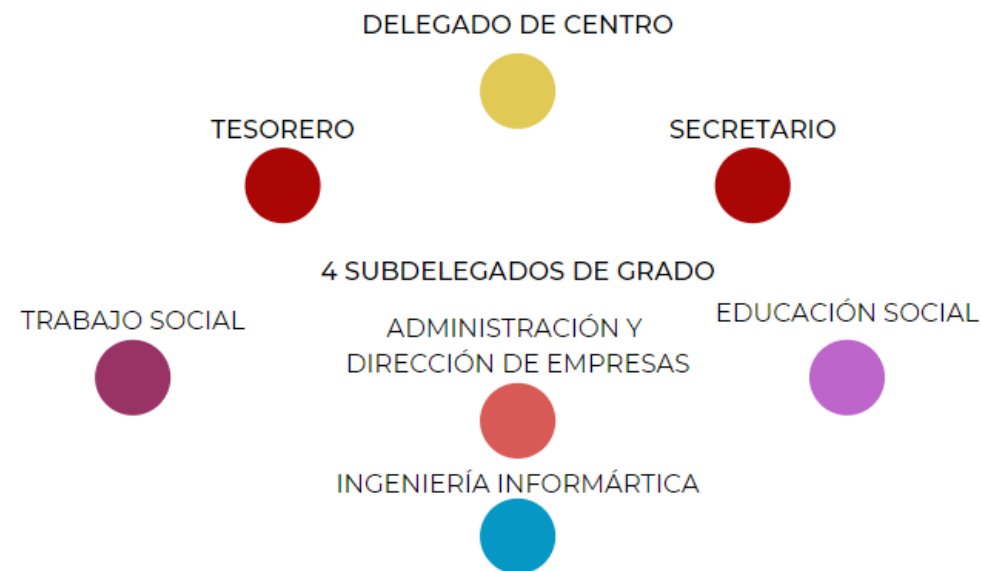 DELEGADO DE CENTRO
TESORERO
SECRETARIO
4 SUBDELEGADOS DE GRADO
TRABAJO SOCIAL
ADMINISTRACIÓN Y
DIRECCIÓN DE EMPRESAS
EDUCACIÓN SOCIAL
INGENIERÍA INFORMÁRTICA